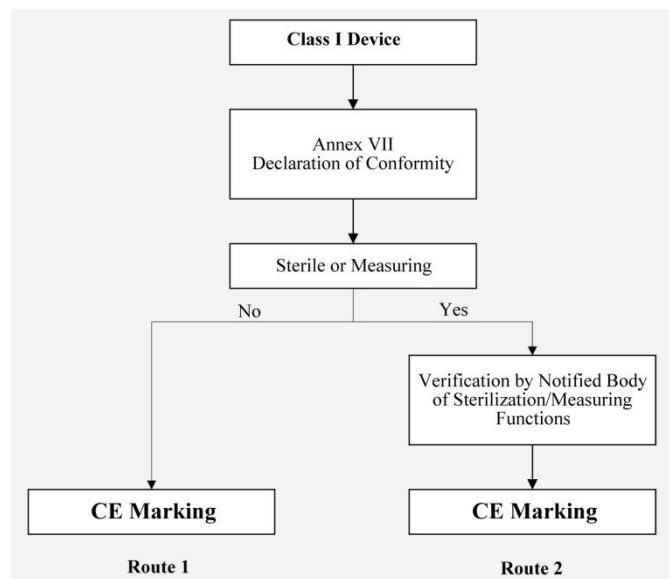 Class I Device
Annex VII
Declaration of Conformity
Sterile or Measuring
No
Yes
Verification by Notified Body
of Sterilization/Measuring
Functions
CE Marking
CE Marking
Route 1
Route 2